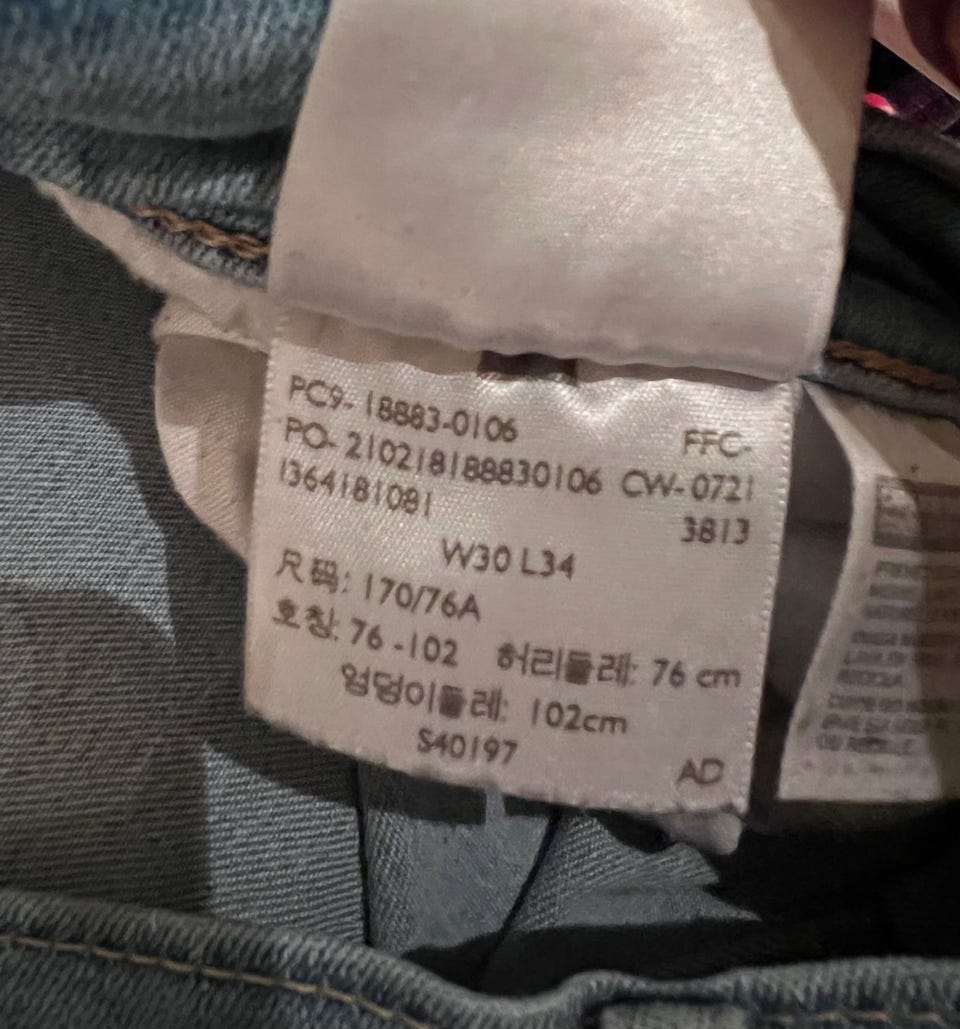 PC9- 18883-0106 FFC-
PO- 210218188830106 CW-0721
1364181081 3813
W30 L34
尺码: 170/76A
호칭: 76 -102 허리둘레: 76 cm
엉덩이둘레: 102cm
S40197
AD